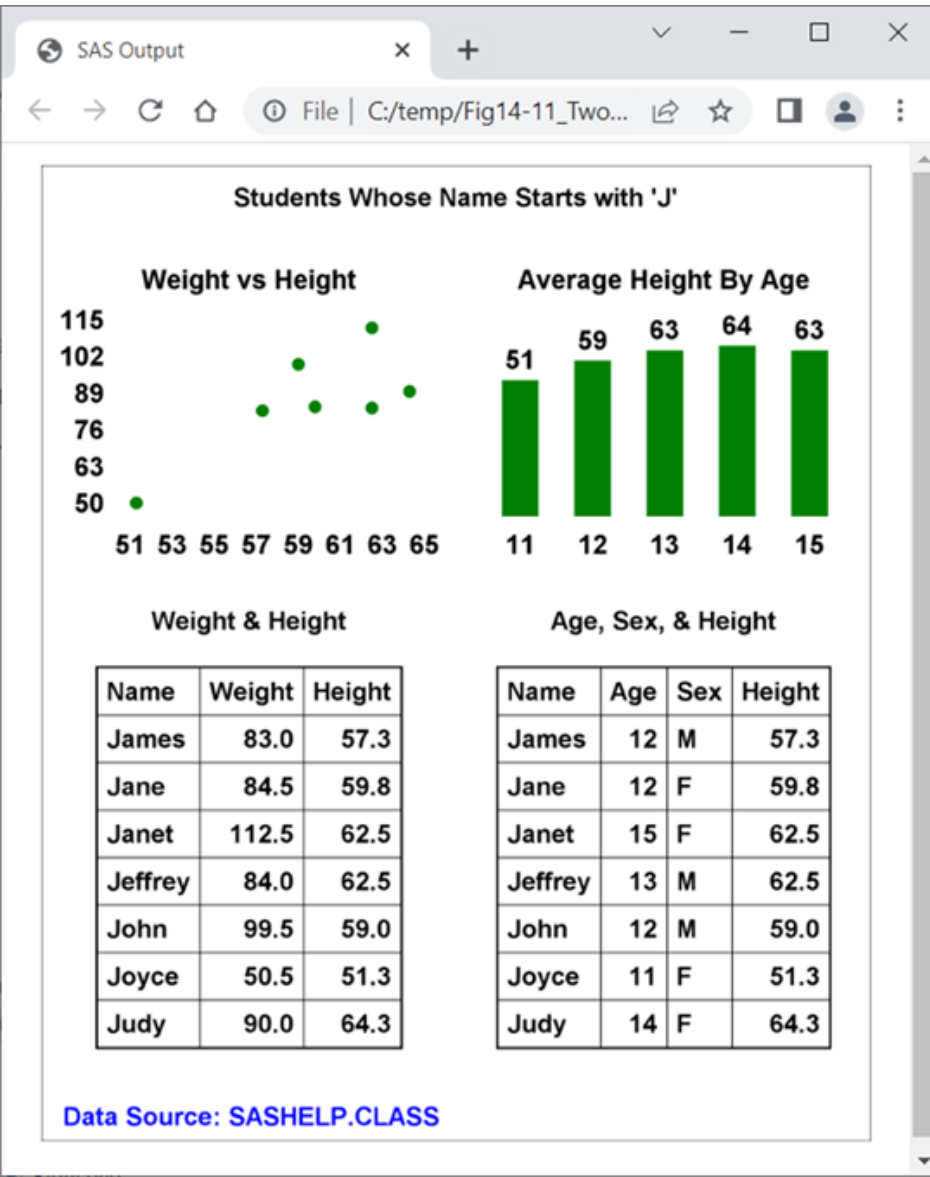 SAS Output
File | C:/temp/Fig14-11_Two...
Students Whose Name Starts with 'J'
Weight vs Height
115
102
89
76
63
50
51 53 55 57 59 61 63 65
Average Height By Age
51 59 63 64 63
11 12 13 14 15
Weight & Height
Name Weight Height
James 83.0 57.3
Jane 84.5 59.8
Janet 112.5 62.5
Jeffrey 84.0 62.5
John 99.5 59.0
Joyce 50.5 51.3
Judy 90.0 64.3
Age, Sex, & Height
Name Age Sex Height
James 12 M 57.3
Jane 12 F 59.8
Janet 15 F 62.5
Jeffrey 13 M 62.5
John 12 M 59.0
Joyce 11 F 51.3
Judy 14 F 64.3
Data Source: SASHELP.CLASS